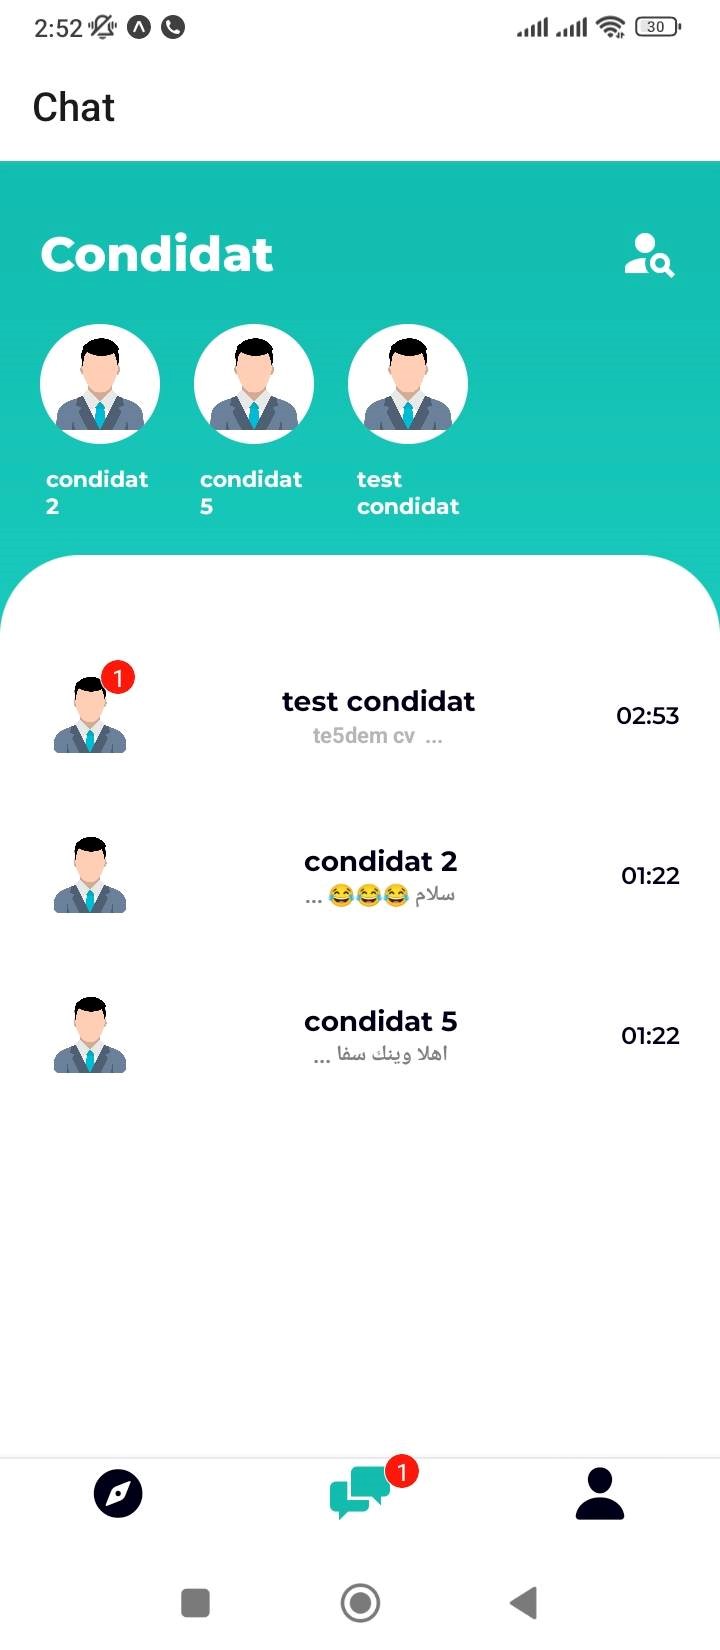 2:52
30
Chat
Condidat
condidat
2
condidat
5
test
condidat
1
test condidat
02:53
te5dem cv ...
condidat 2
01:22
سلام 😂😂😂 ...
condidat 5
01:22
اهلا وينك سفا ...
1